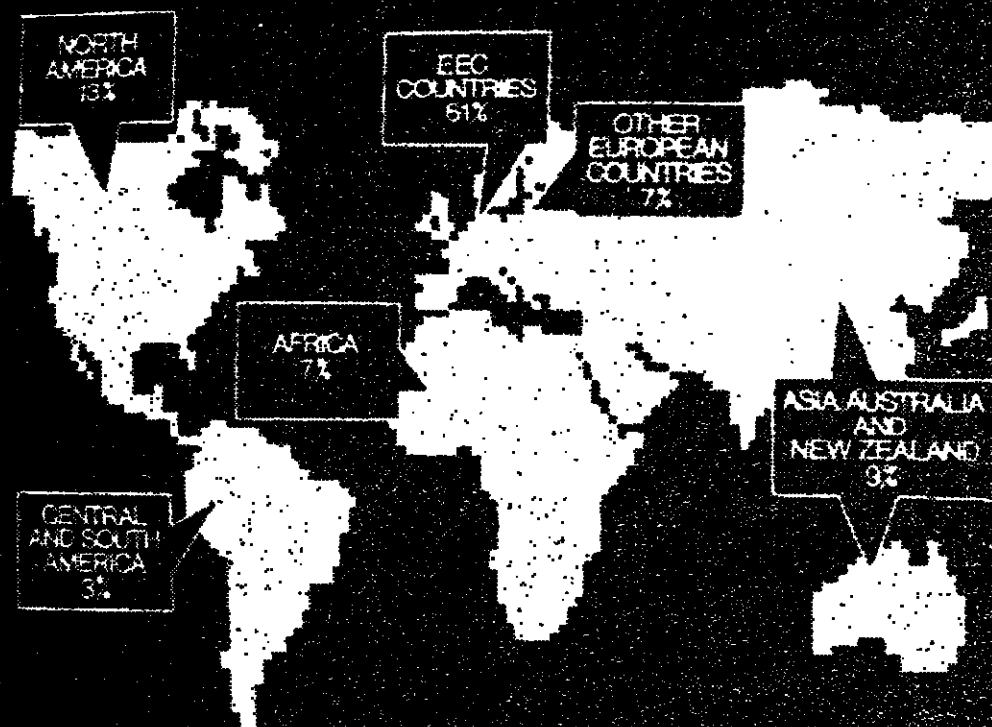 NORTH
AMERICA
13%
EEC
COUNTRIES
61%
OTHER
EUROPEAN
COUNTRIES
7%
AFRICA
7%
ASIA, AUSTRALIA
AND
NEW ZEALAND
9%
CENTRAL
AND SOUTH
AMERICA
3%